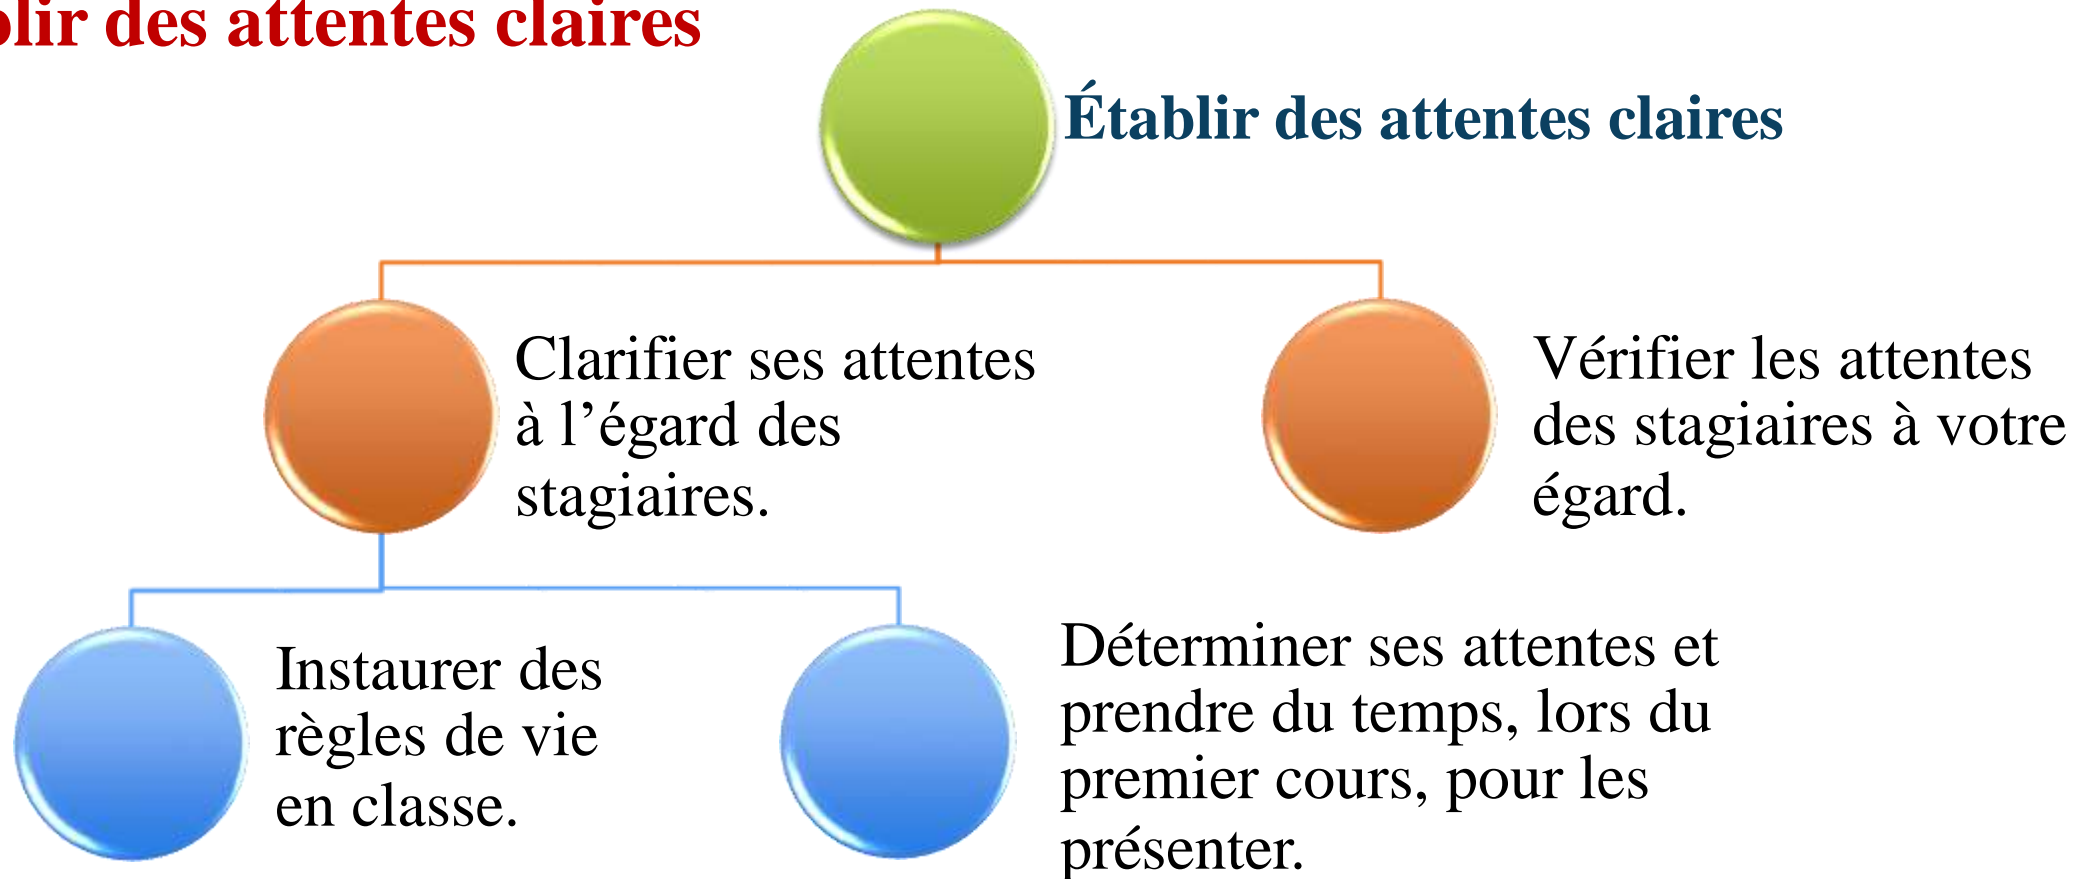 des attentes claires
Établir des attentes claires
Clarifier ses attentes
à l’égard des
stagiaires.
Vérifier les attentes
des stagiaires à votre
égard.
Instaurer des
règles de vie
en classe.
Déterminer ses attentes et
prendre du temps, lors du
premier cours, pour les
présenter.